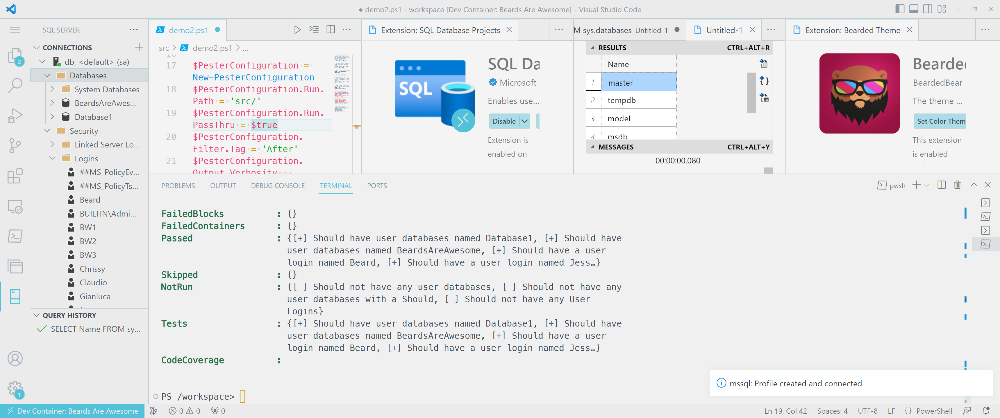 ● demo2.ps1 - workspace [Dev Container: Beards Are Awesome] - Visual Studio Code
SQL SERVER
CONNECTIONS
db, <default> (sa)
Databases
System Databases
BeardsAreAwes...
Database1
Security
Linked Server Lo...
Logins
##MS_PolicyEv...
##MS_PolicyTs...
Beard
BUILTIN\Admi...
BW1
BW2
BW3
Chrissy
Claudio
Gianluca
QUERY HISTORY
SELECT Name FROM sy...
2
1
demo2.ps1
src > demo2.ps1 > ...
17 $PesterConfiguration =
New-PesterConfiguration
18 $PesterConfiguration.Run.
Path = 'src/'
19 $PesterConfiguration.Run.
PassThru = $true
20 $PesterConfiguration.
Filter.Tag = 'After'
21 $PesterConfiguration.
Output.Verbosity =
Extension: SQL Database Projects
SQL
SQL Da
Microsoft
Enables use...
Disable
Extension is
enabled on
M sys.databases Untitled-1
Untitled-1
RESULTS CTRL+ALT+R
Name
1 master
2 tempdb
3 model
4 msdb
MESSAGES CTRL+ALT+Y
00:00:00.080
Extension: Bearded Theme
Bearded
BeardedBear
The theme ...
Set Color Them
This extension
is enabled
PROBLEMS OUTPUT DEBUG CONSOLE TERMINAL PORTS
pwsh
FailedBlocks : {}
FailedContainers : {}
Passed : {[+] Should have user databases named Database1, [+] Should have
user databases named BeardsAreAwesome, [+] Should have a user
login named Beard, [+] Should have a user login named Jess…}
Skipped : {}
NotRun : {[ ] Should not have any user databases, [ ] Should not have any
user databases with a Should, [ ] Should not have any User
Logins}
Tests : {[+] Should have user databases named Database1, [+] Should have
user databases named BeardsAreAwesome, [+] Should have a user
login named Beard, [+] Should have a user login named Jess…}
CodeCoverage :
PS /workspace>
mssql: Profile created and connected
Dev Container: Beards Are Awesome
0 0 0
Ln 19, Col 42 Spaces: 4 UTF-8 LF {} PowerShell